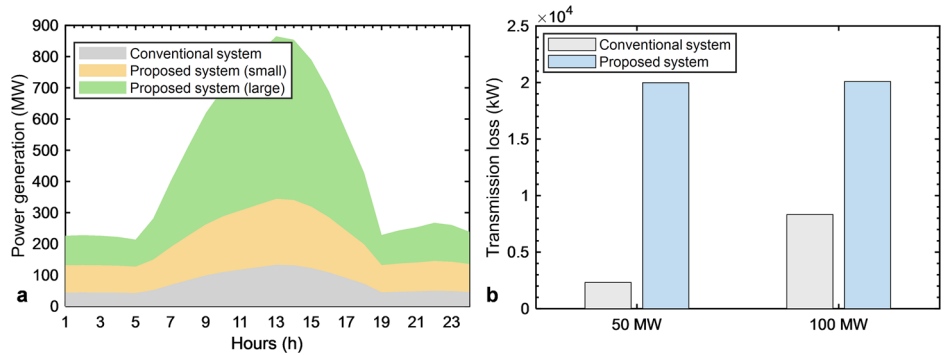 900
800
700
600
500
400
300
200
100
0
Power generation (MW)
Conventional system
Proposed system (small)
Proposed system (large)
a
1 3 5 7 9 11 13 15 17 19 21 23
Hours (h)
×10⁴
2.5
2
1.5
1
0.5
0
Transmission loss (kW)
Conventional system
Proposed system
b
50 MW 100 MW